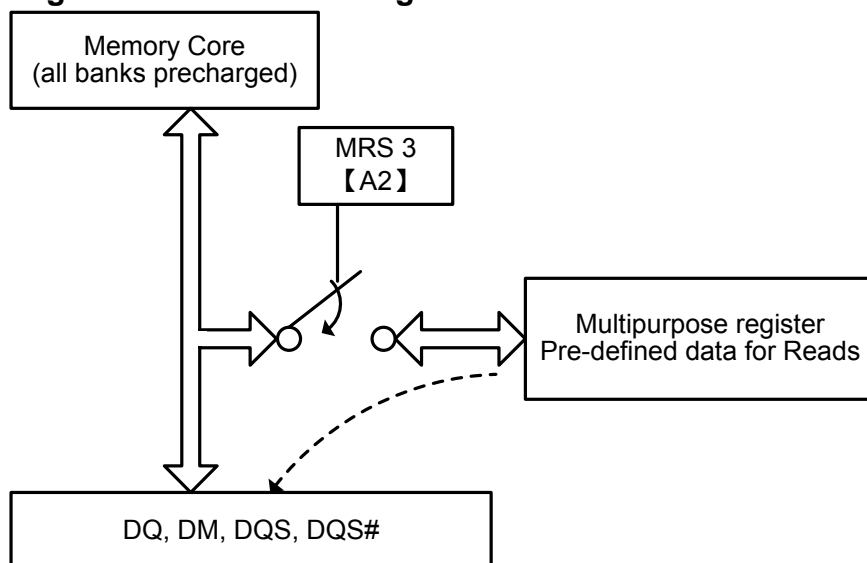 Memory Core
(all banks precharged)
MRS 3
【A2】
Multipurpose register
Pre-defined data for Reads
DQ, DM, DQS, DQS#